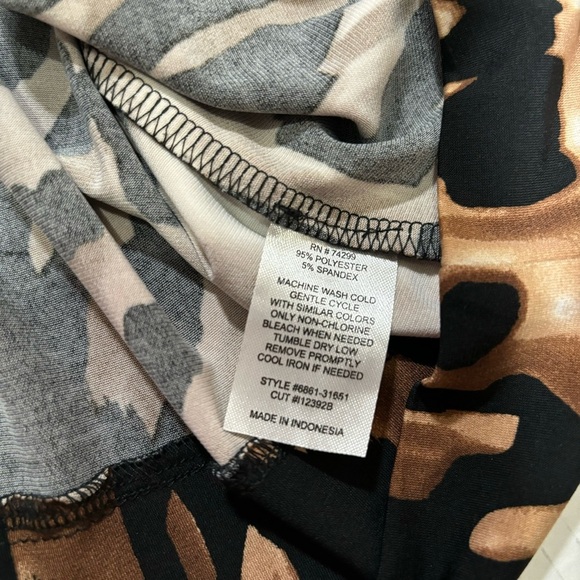 RN # 74299
95% POLYESTER
5% SPANDEX
MACHINE WASH COLD
GENTLE CYCLE
WITH SIMILAR COLORS
ONLY NON-CHLORINE
BLEACH WHEN NEEDED
TUMBLE DRY LOW
REMOVE PROMPTLY
COOL IRON IF NEEDED
STYLE #6861-31651
CUT #I12392B
MADE IN INDONESIA